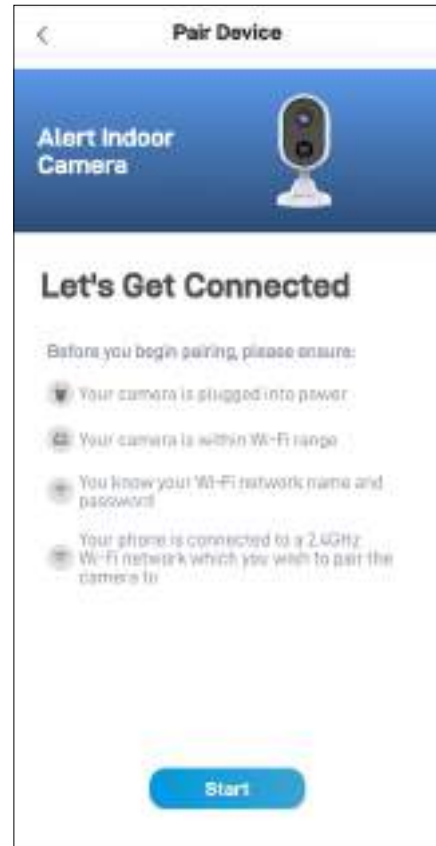 Pair Device
Alert Indoor
Camera
Let's Get Connected
Before you begin pairing, please ensure:
Your camera is plugged into power
Your camera is within Wi-Fi range
You know your Wi-Fi network name and
password
Your phone is connected to a 2.4GHz
Wi-Fi network which you wish to pair the
camera to
Start